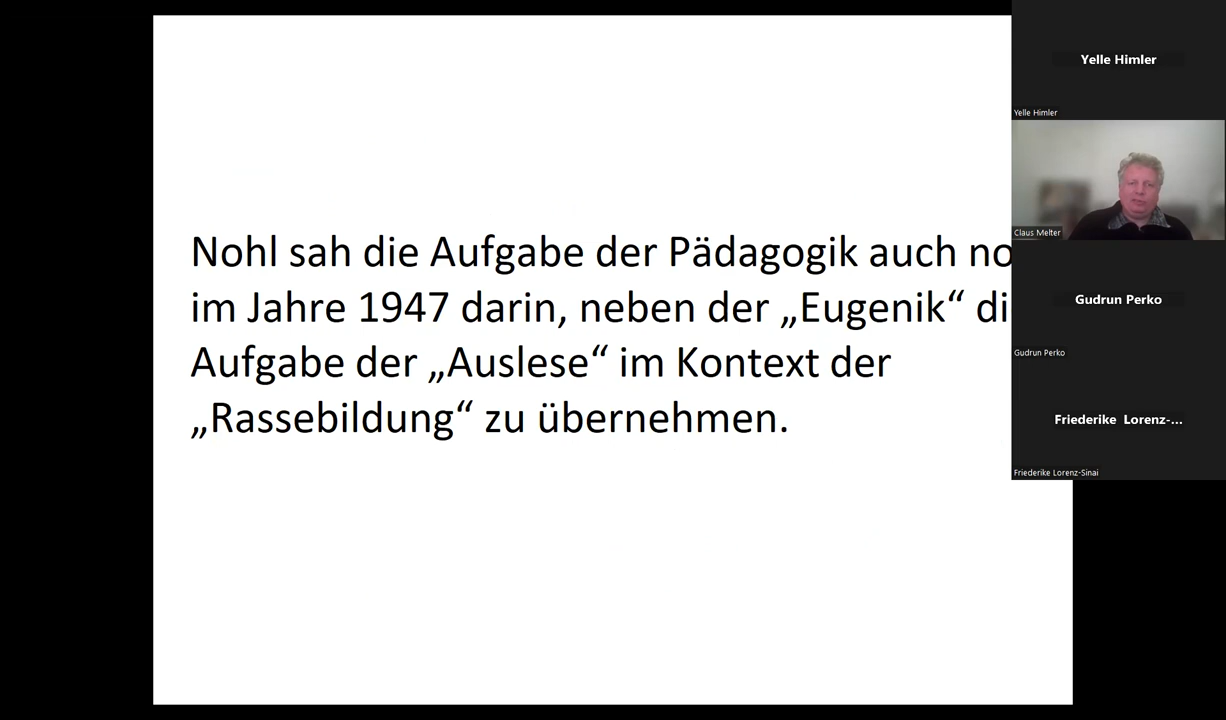 Nohl sah die Aufgabe der Pädagogik auch no
im Jahre 1947 darin, neben der „Eugenik“ di
Aufgabe der „Auslese“ im Kontext der
„Rassebildung“ zu übernehmen.
Yelle Himler
Yelle Himler
Claus Melter
Gudrun Perko
Gudrun Perko
Friederike Lorenz-...
Friederike Lorenz-Sinai